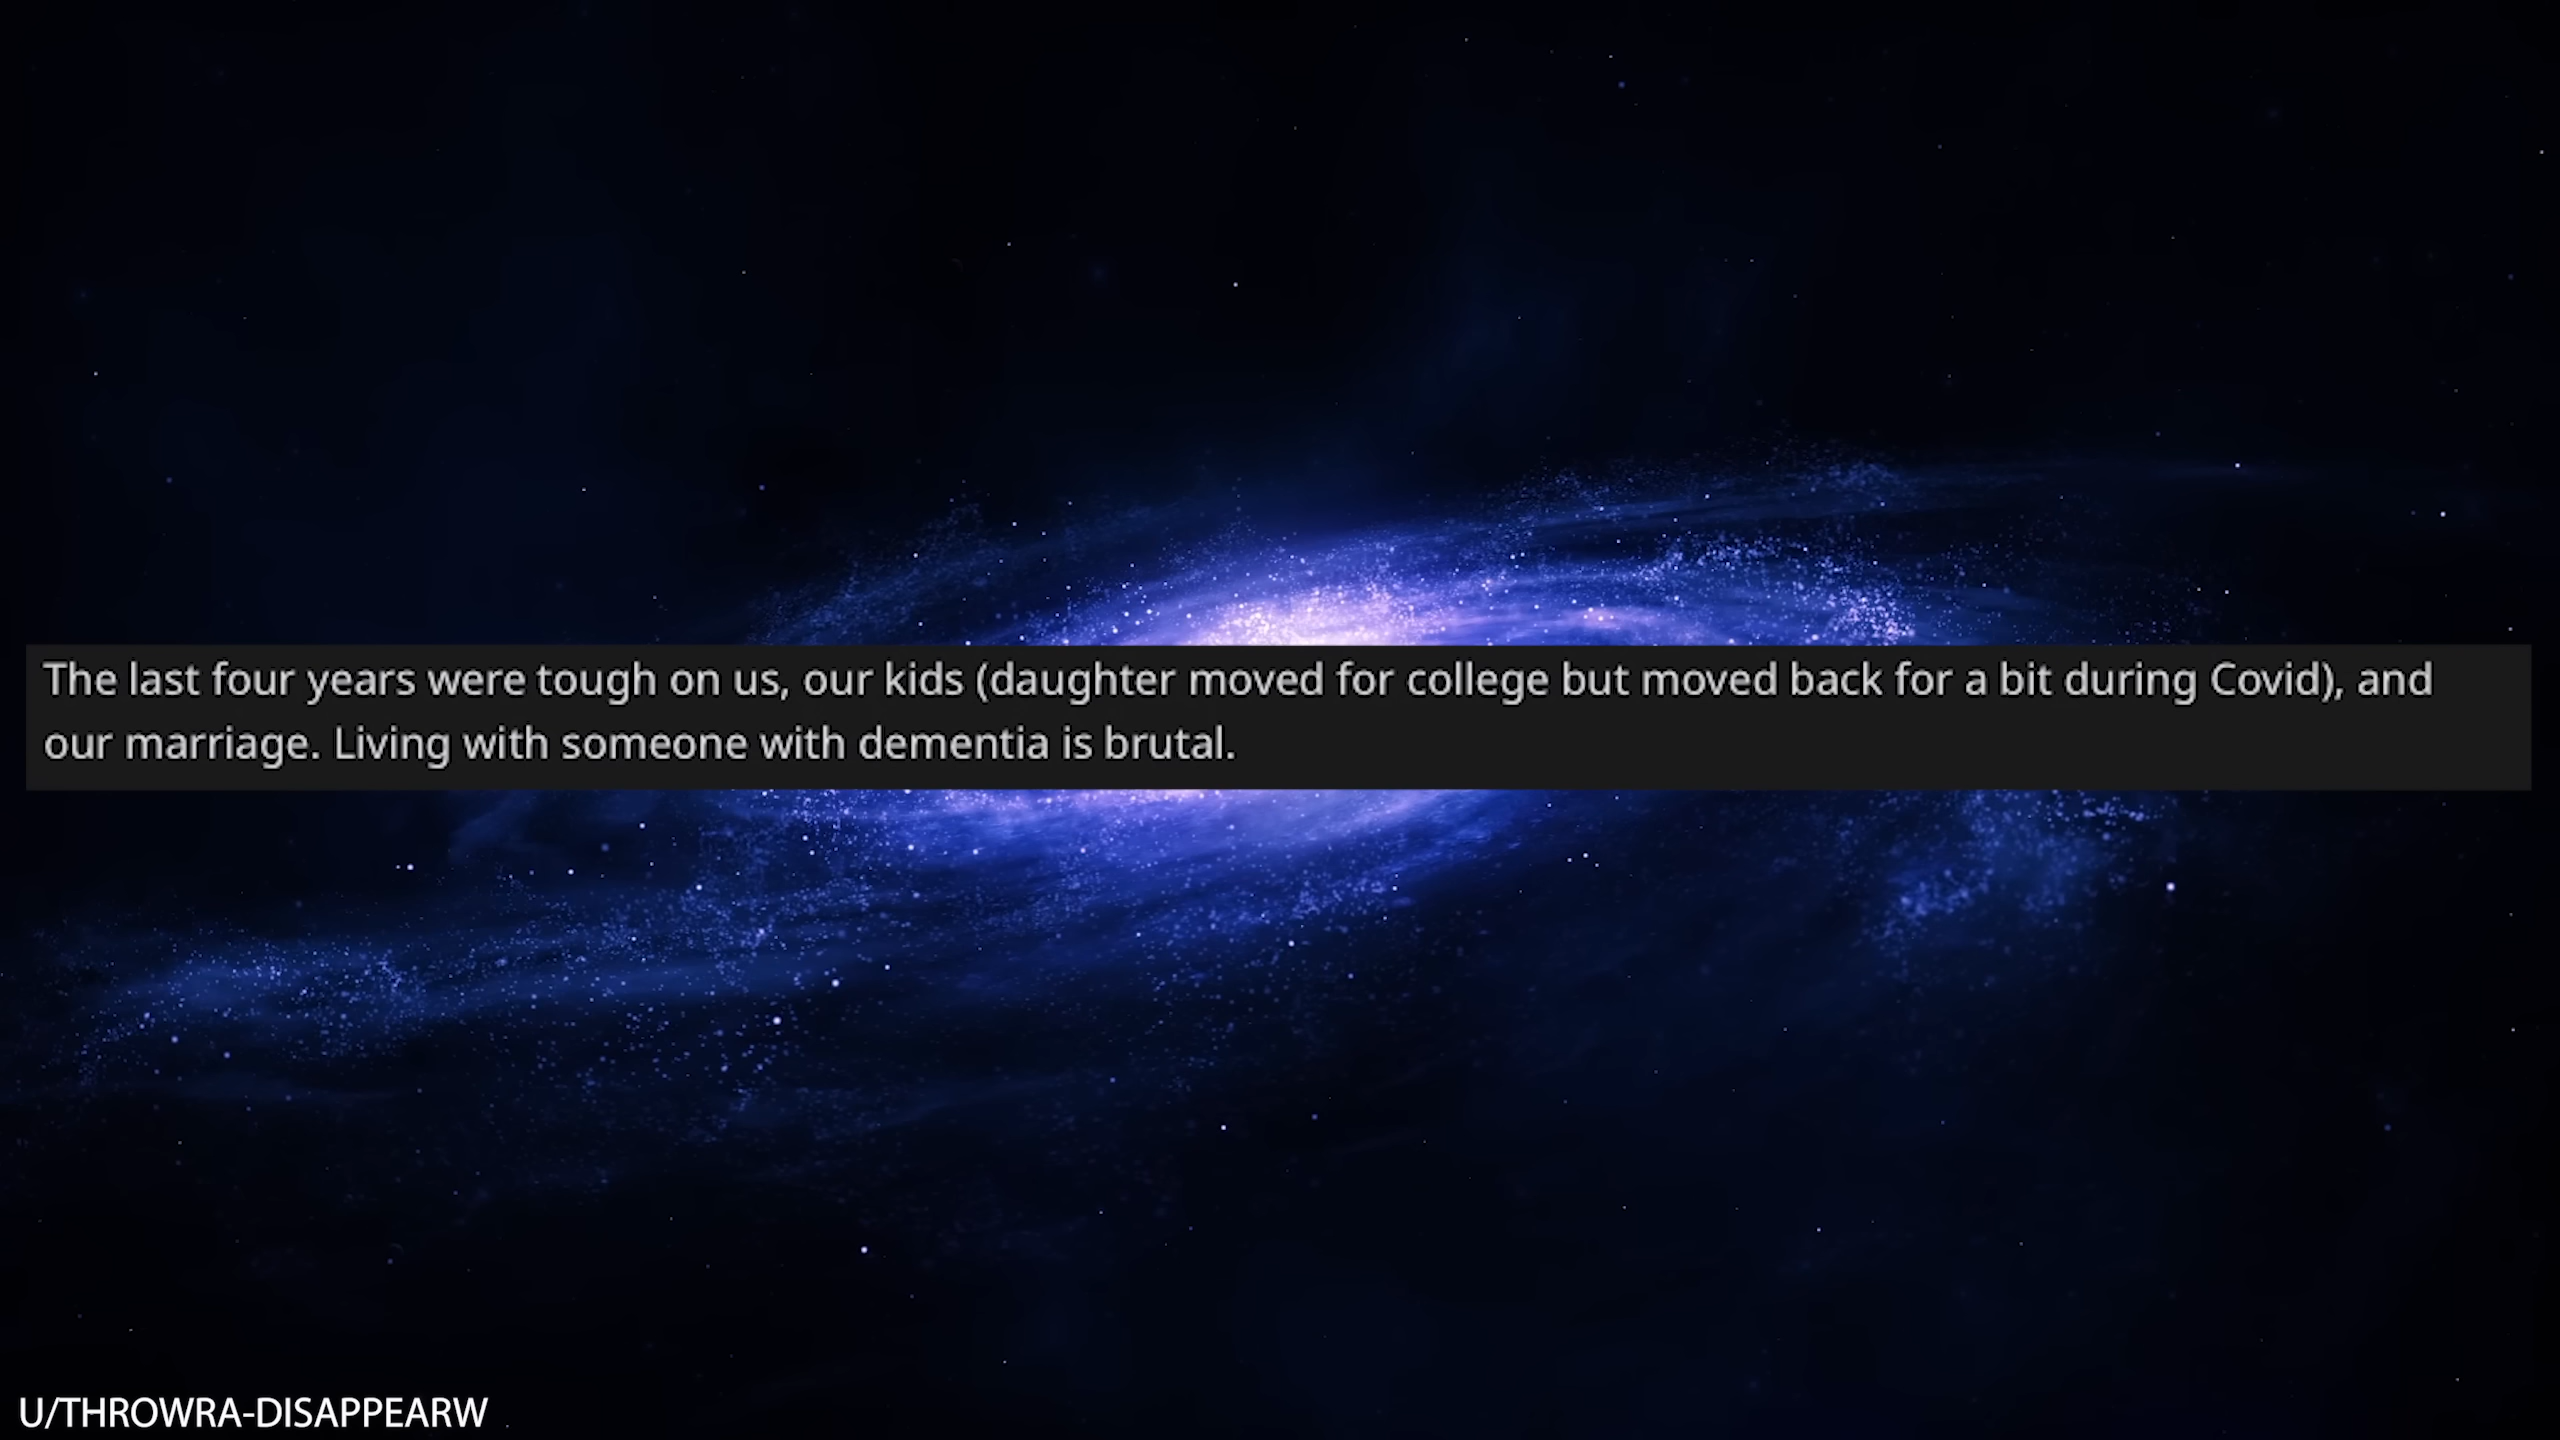 The last four years were tough on us, our kids (daughter moved for college but moved back for a bit during Covid), and
our marriage. Living with someone with dementia is brutal.
U/THROWRA-DISAPPEARW